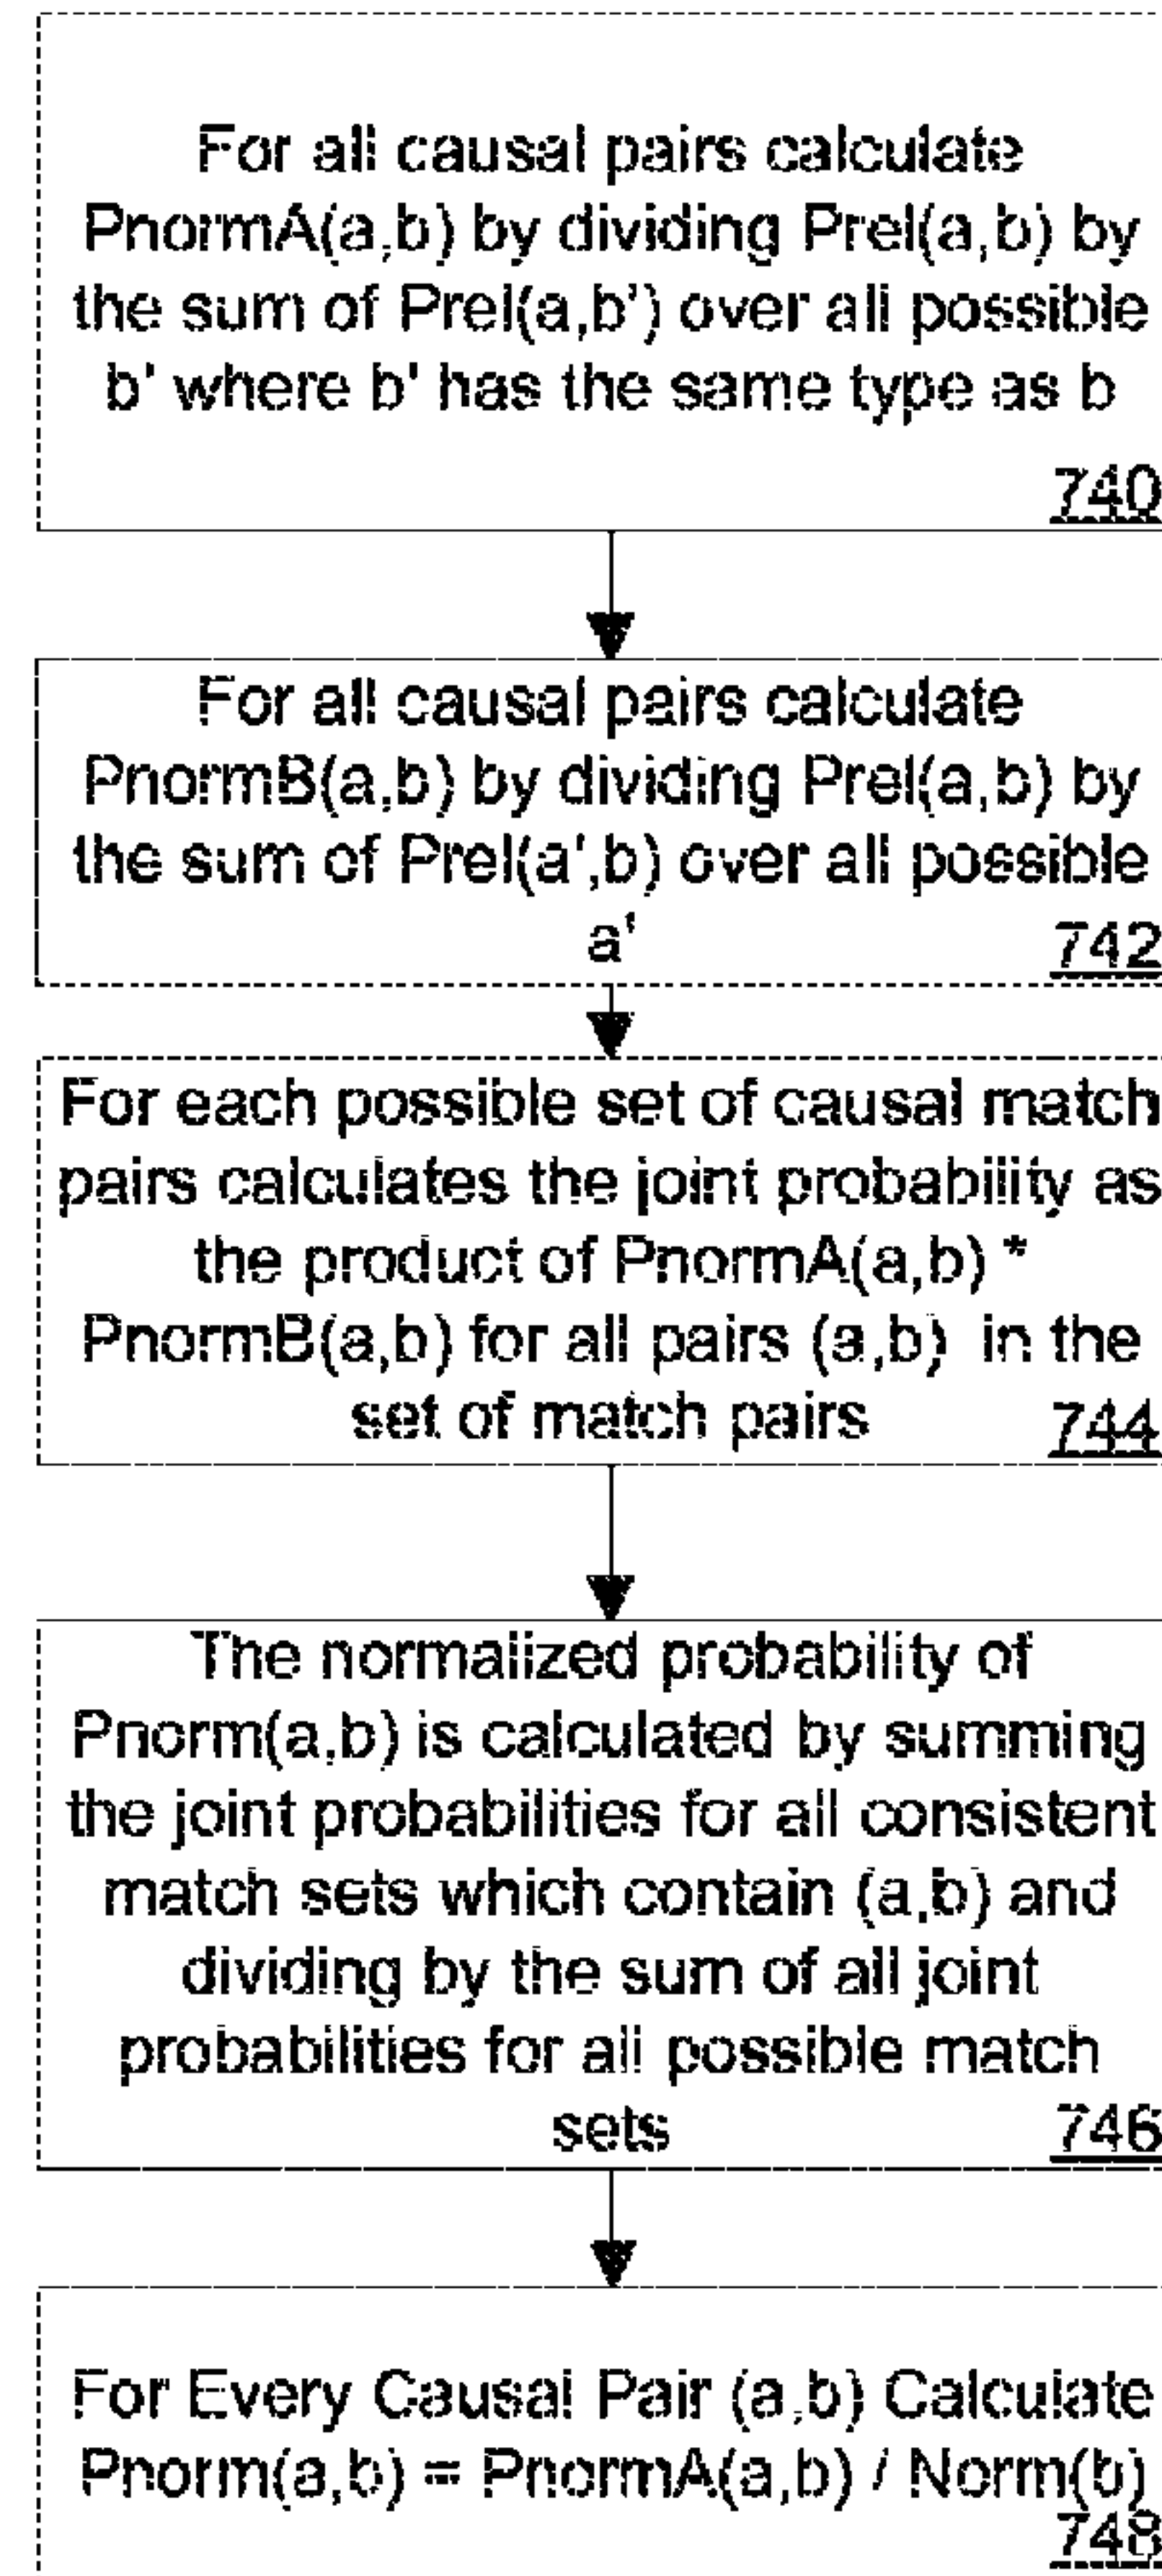 For all causal pairs calculate
PnormA(a,b) by dividing Prel(a,b) by
the sum of Prel(a,b') over all possible
b' where b' has the same type as b
740
For all causal pairs calculate
PnormB(a,b) by dividing Prel(a,b) by
the sum of Prel(a',b) over all possible
a'
742
For each possible set of causal match
pairs calculates the joint probability as
the product of PnormA(a,b) *
PnormB(a,b) for all pairs (a,b) in the
set of match pairs
744
The normalized probability of
Pnorm(a,b) is calculated by summing
the joint probabilities for all consistent
match sets which contain (a,b) and
dividing by the sum of all joint
probabilities for all possible match
sets
746
For Every Causal Pair (a,b) Calculate
Pnorm(a,b) = PnormA(a,b) / Norm(b)
748